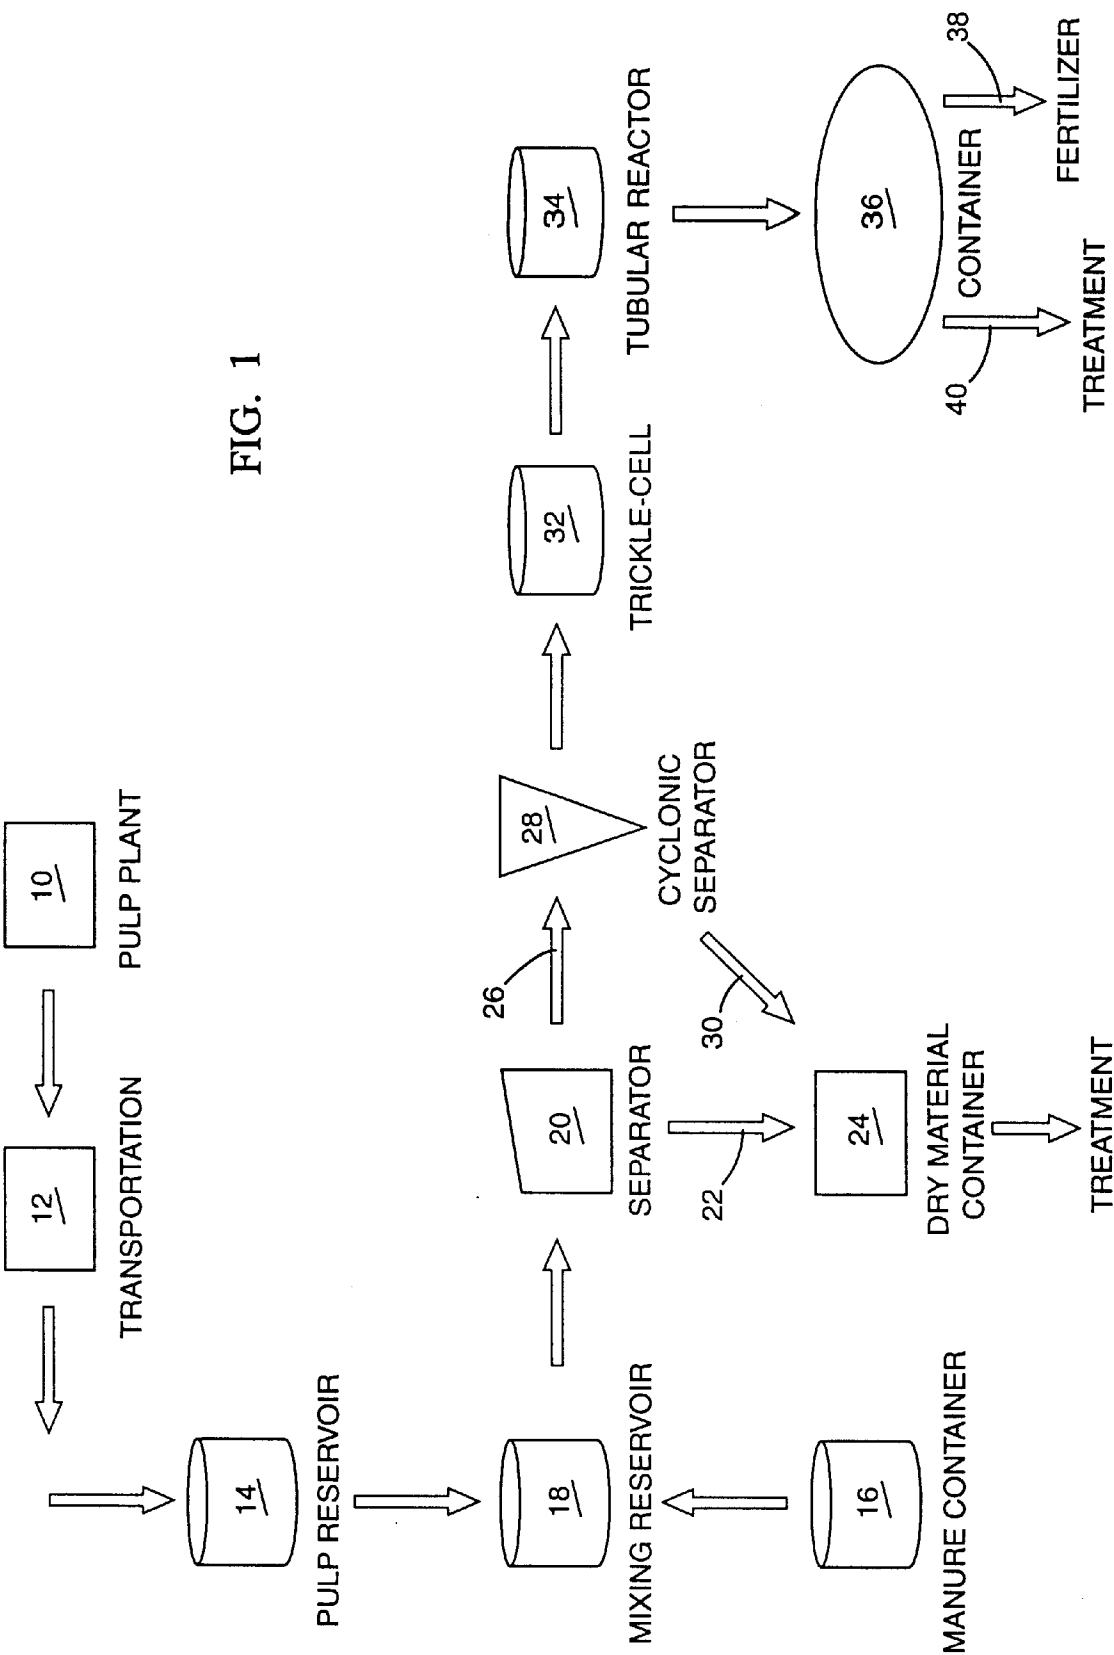 FIG. 1
10
PULP PLANT
12
TRANSPORTATION
14
PULP RESERVOIR
18
MIXING RESERVOIR
16
MANURE CONTAINER
20
SEPARATOR
22
24
DRY MATERIAL
CONTAINER
TREATMENT
26
28
CYCLONIC
SEPARATOR
30
32
TRICKLE-CELL
34
TUBULAR REACTOR
36
CONTAINER
40
TREATMENT
38
FERTILIZER